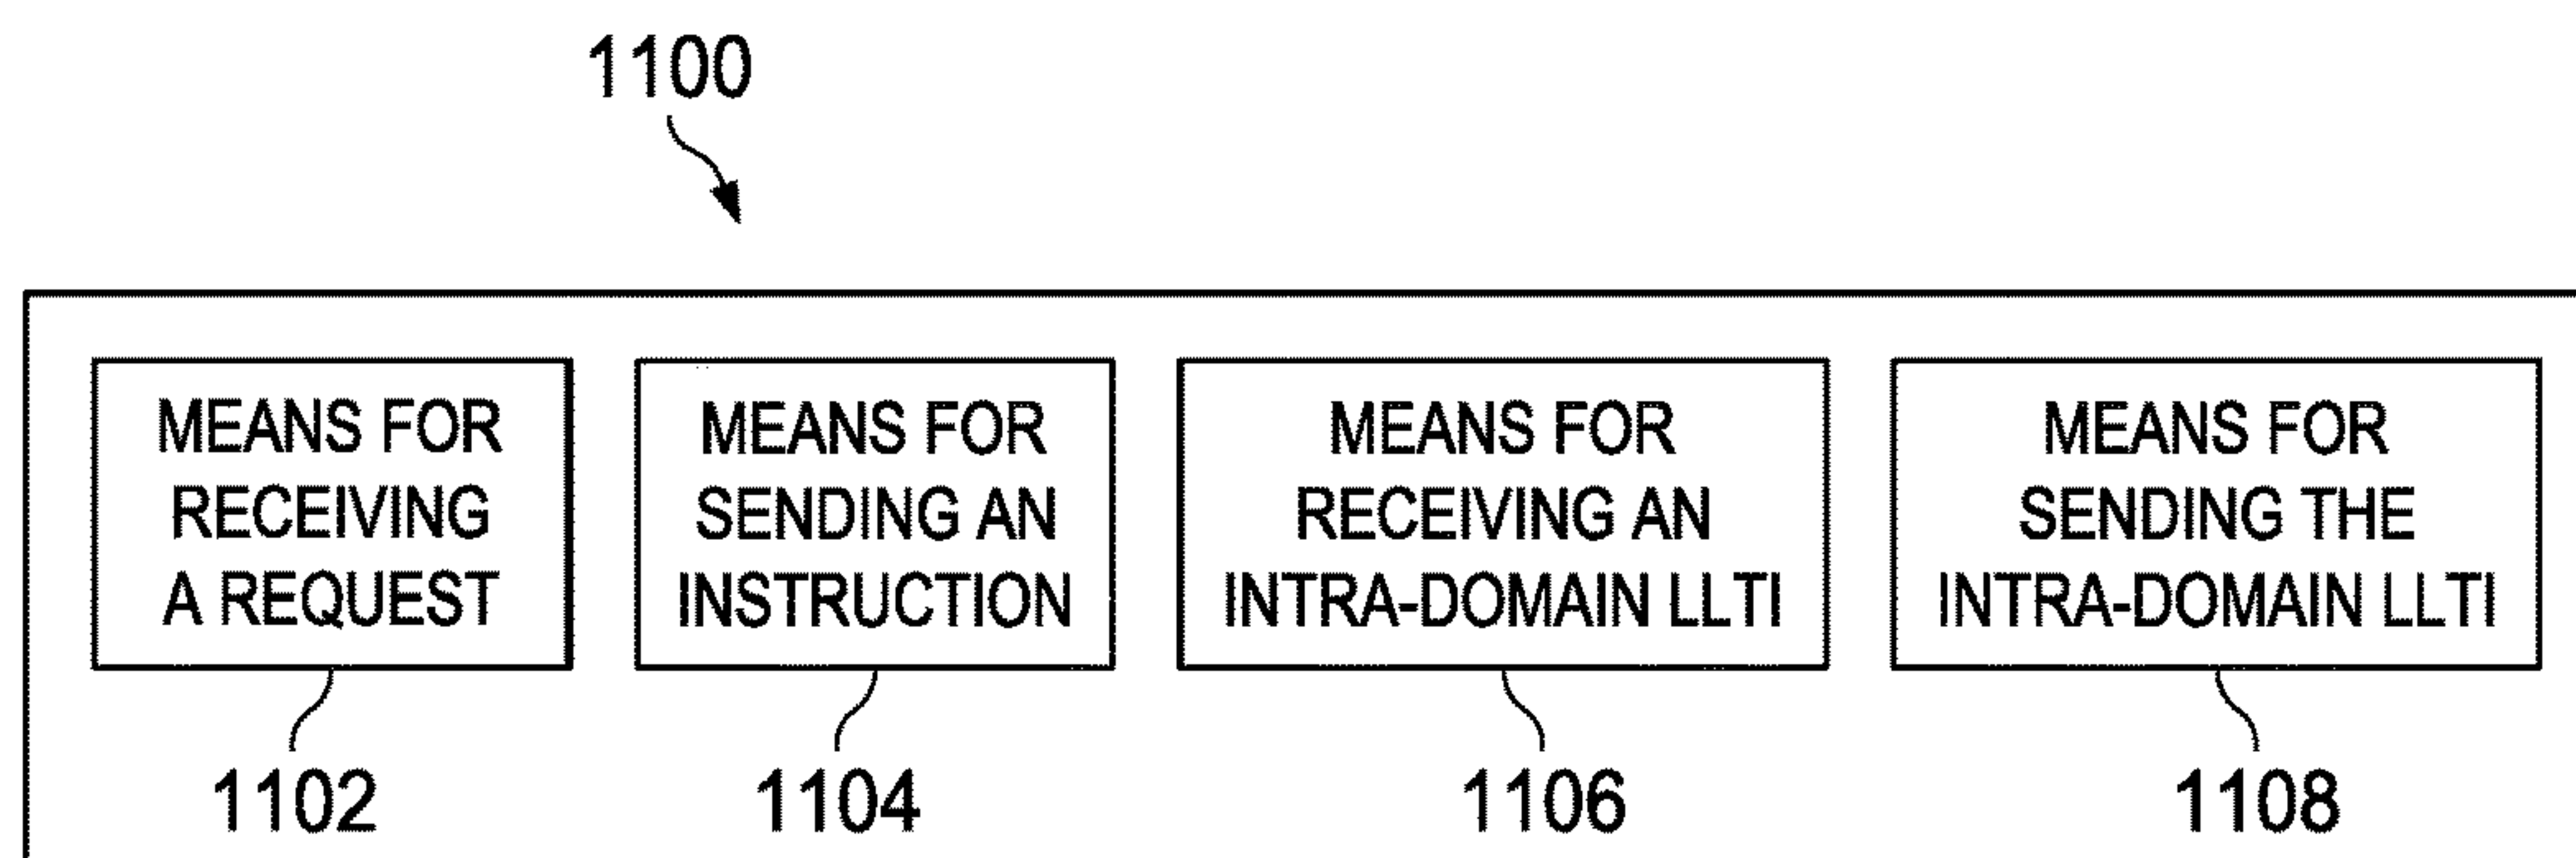 1100
MEANS FOR
RECEIVING
A REQUEST
1102
MEANS FOR
SENDING AN
INSTRUCTION
1104
MEANS FOR
RECEIVING AN
INTRA-DOMAIN LLTI
1106
MEANS FOR
SENDING THE
INTRA-DOMAIN LLTI
1108